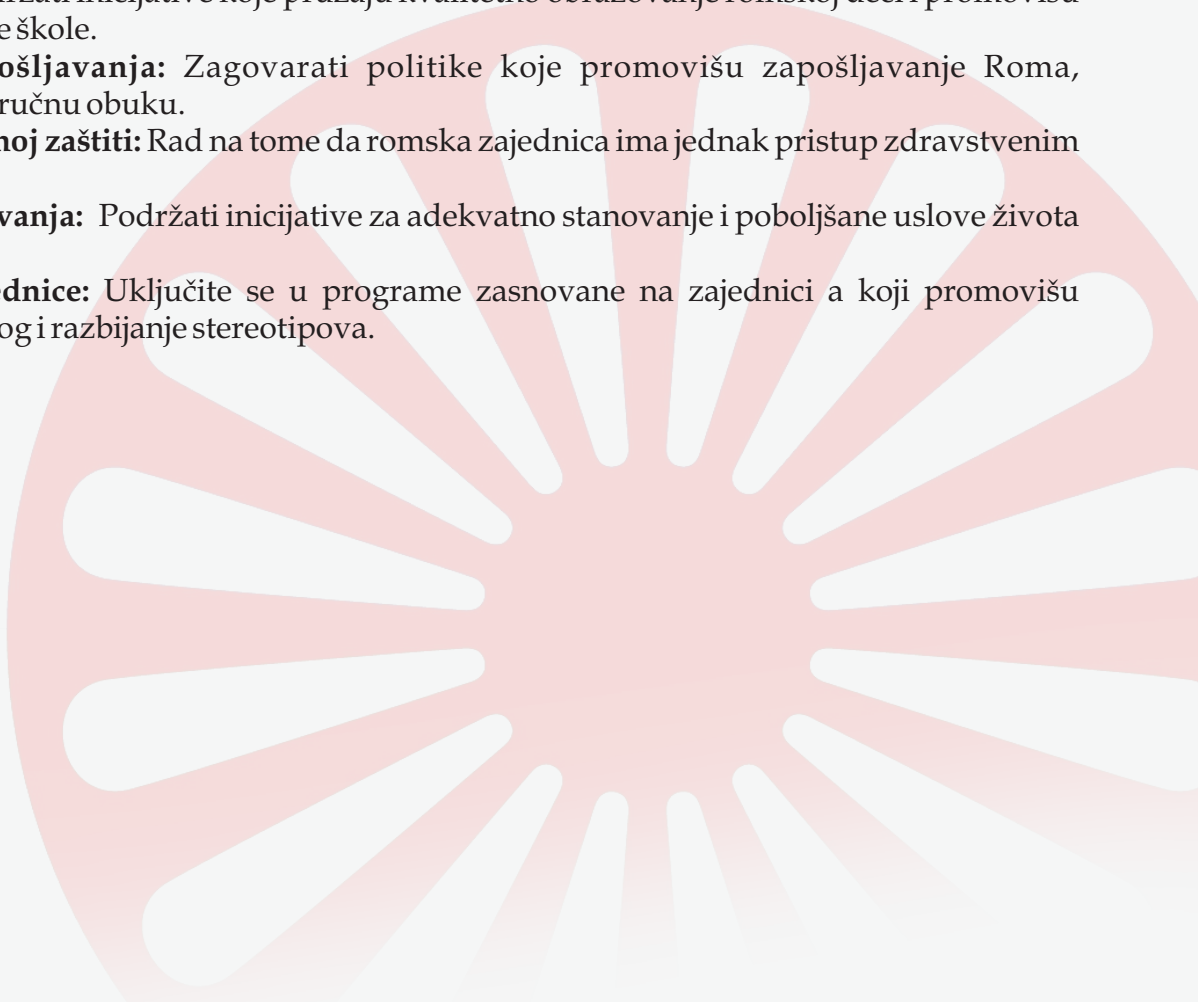 inicijative koje pružaju kvalitetno obrazovanje romskoj deci i promovišu
e škole.
ošljavanja: Zagovarati politike koje promovišu zapošljavanje Roma,
ručnu obuku.
noj zaštiti: Rad na tome da romska zajednica ima jednak pristup zdravstvenim
vanja: Podržati inicijative za adekvatno stanovanje i poboljšane uslove života
ednice: Uključite se u programe zasnovane na zajednici a koji promovišu
og i razbijanje stereotipova.